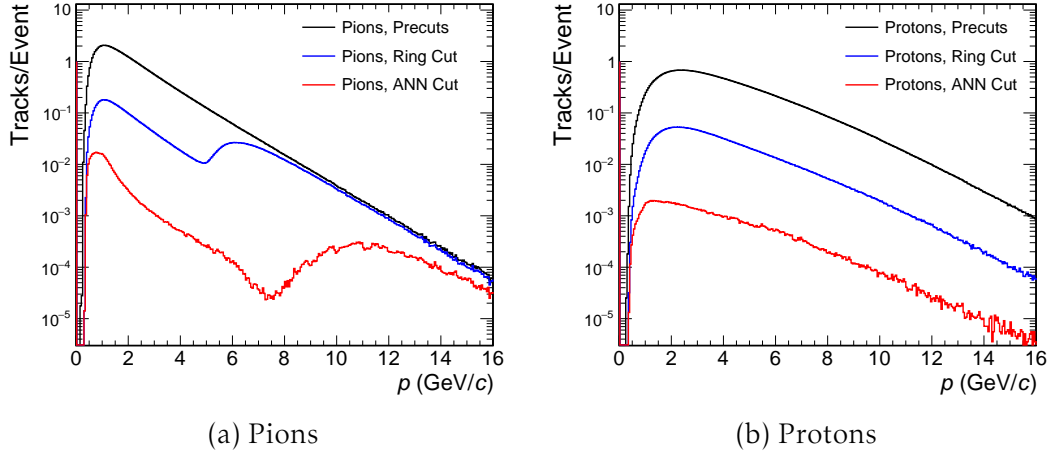 Tracks/Event
10
1
10⁻¹
10⁻²
10⁻³
10⁻⁴
10⁻⁵
Pions, Precuts
Pions, Ring Cut
Pions, ANN Cut
0 2 4 6 8 10 12 14 16
p (GeV/c)
(a) Pions
Tracks/Event
10
1
10⁻¹
10⁻²
10⁻³
10⁻⁴
10⁻⁵
Protons, Precuts
Protons, Ring Cut
Protons, ANN Cut
0 2 4 6 8 10 12 14 16
p (GeV/c)
(b) Protons